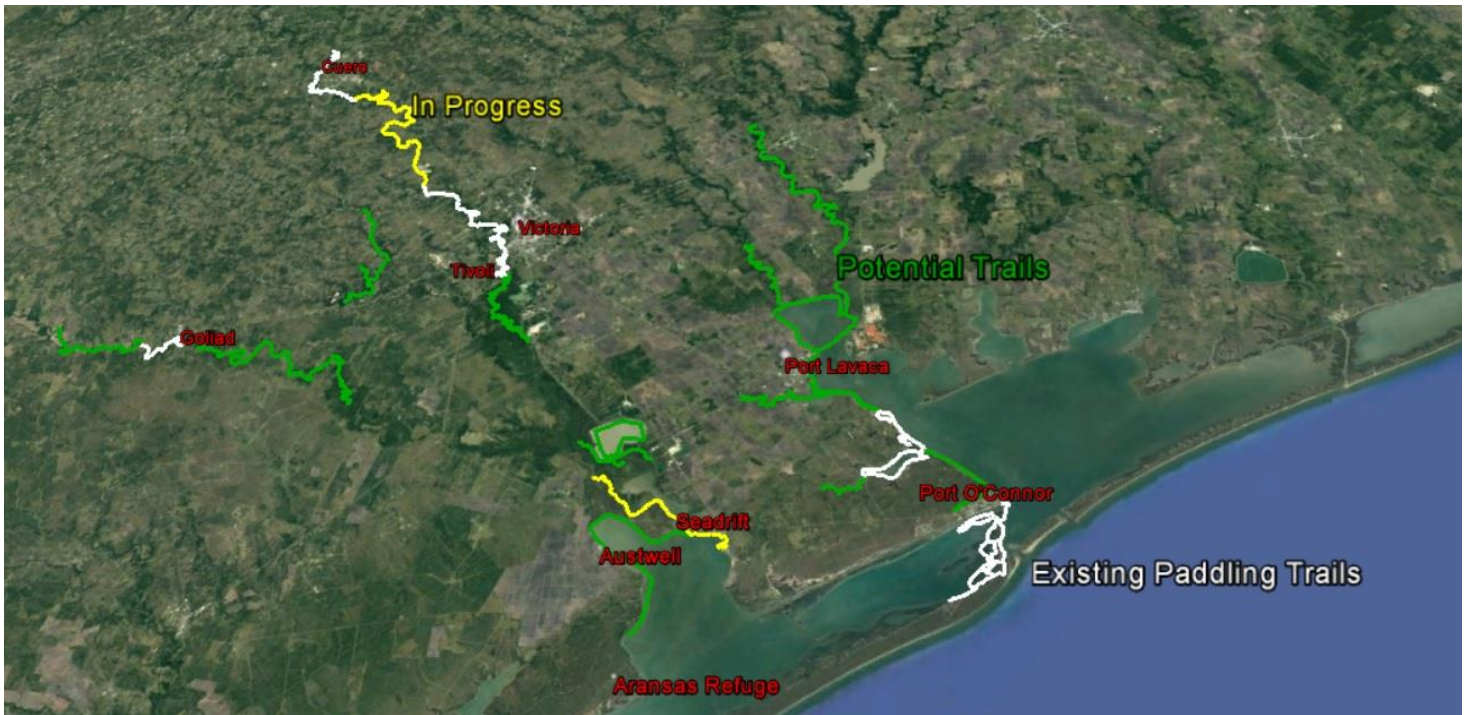 Cuero
In Progress
Victoria
Tivoli
Potential Trails
Goliad
Port Lavaca
Port O'Connor
Seadrift
Austwell
Existing Paddling Trails
Aransas Refuge